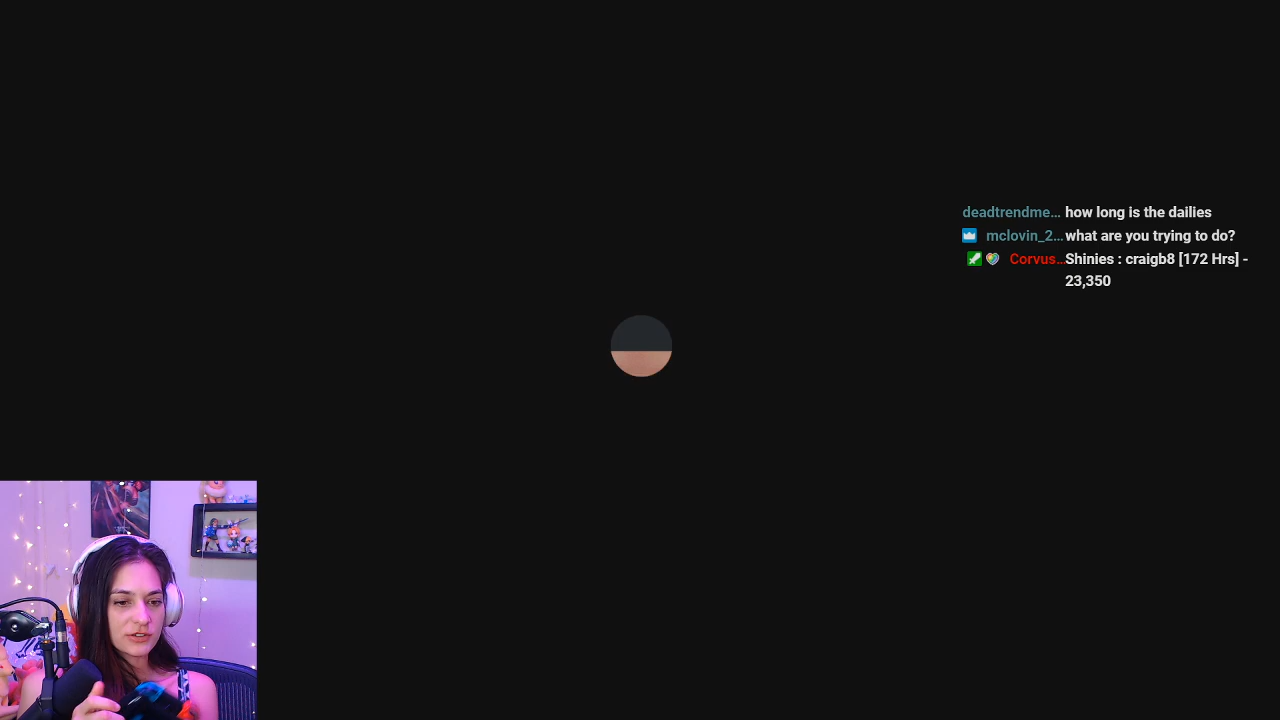 deadtrendme… how long is the dailies
mclovin_2… what are you trying to do?
Corvus… Shinies : craigb8 [172 Hrs] -
23,350